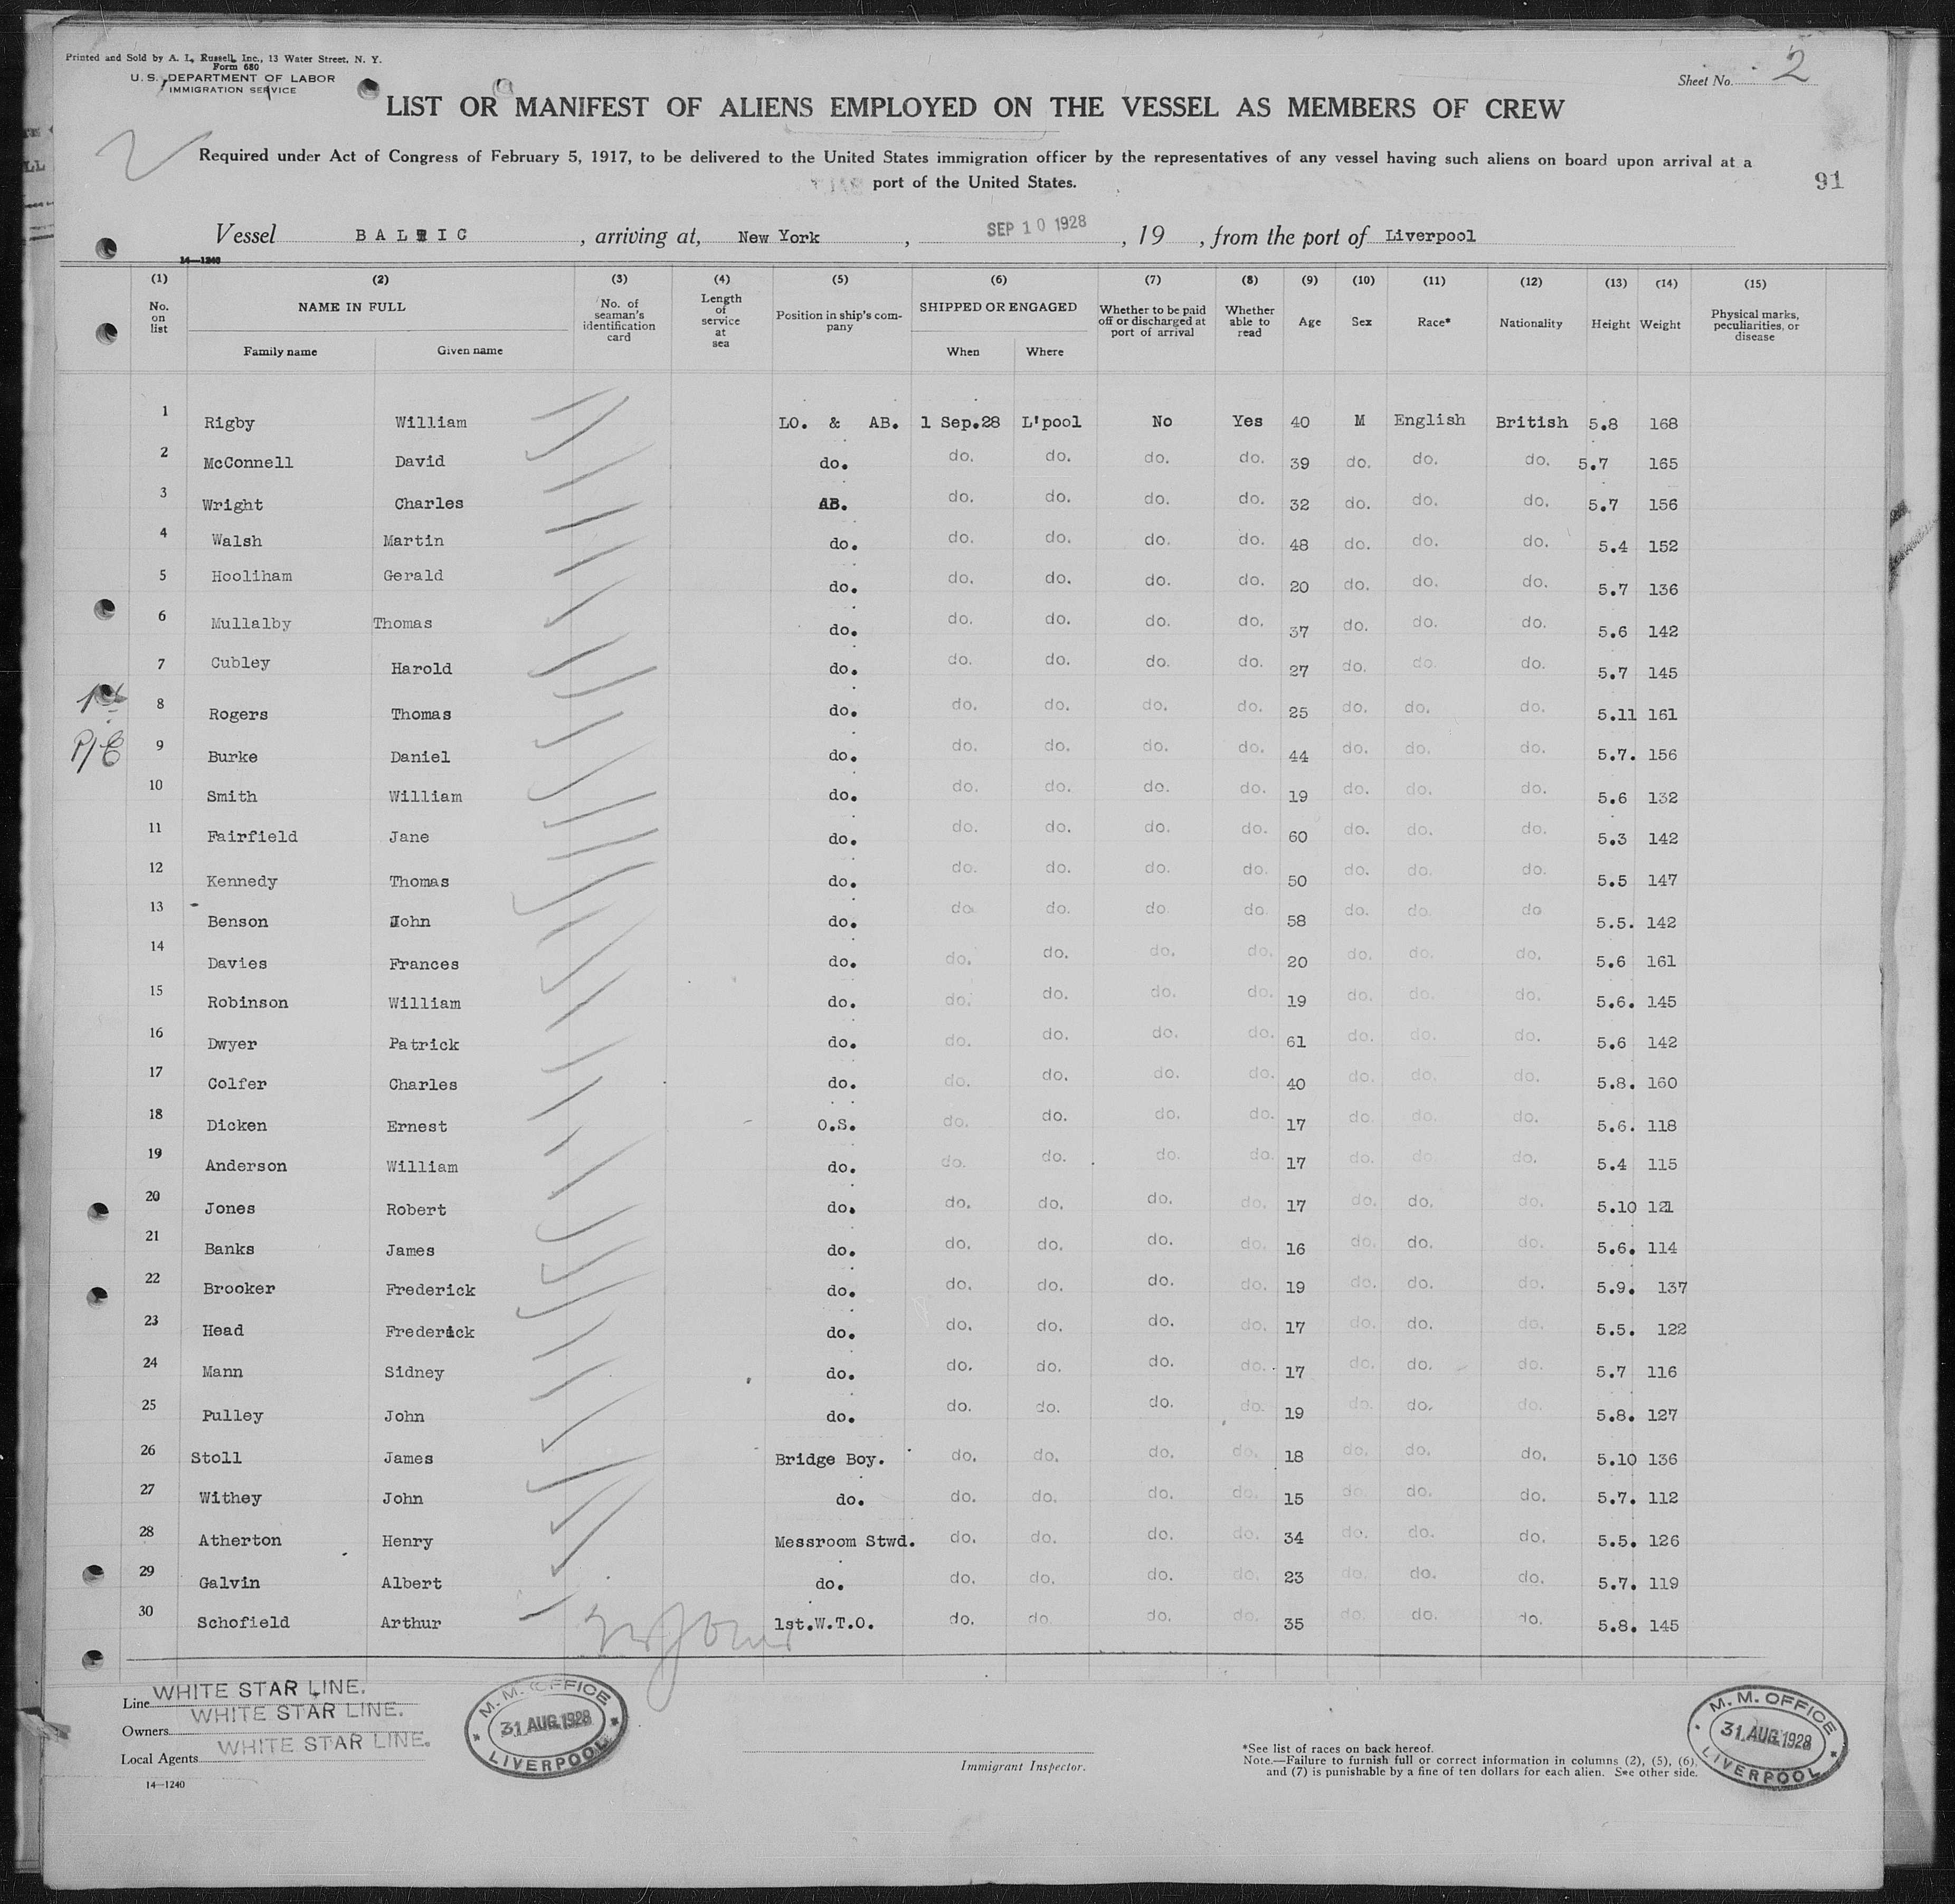 Printed and Sold by A. L. Russell, Inc., 13 Water Street, N. Y.
Form 680
U. S. DEPARTMENT OF LABOR
IMMIGRATION SERVICE
Sheet No. 2
LIST OR MANIFEST OF ALIENS EMPLOYED ON THE VESSEL AS MEMBERS OF CREW
Required under Act of Congress of February 5, 1917, to be delivered to the United States immigration officer by the representatives of any vessel having such aliens on board upon arrival at a
port of the United States.
91
Vessel BALTIC, arriving at, New York, SEP 10 1928, 19 , from the port of Liverpool
14—1240
(1) (2) (3) (4) (5) (6) (7) (8) (9) (10) (11) (12) (13) (14) (15)
No. on list NAME IN FULL Family name Given name No. of seaman's identification card Length of service at sea Position in ship's company SHIPPED OR ENGAGED When Where Whether to be paid off or discharged at port of arrival Whether able to read Age Sex Race* Nationality Height Weight Physical marks, peculiarities, or disease
1 Rigby William LO. & AB. 1 Sep.28 L'pool No Yes 40 M English British 5.8 168
2 McConnell David do. do. do. do. do. 39 do. do. do. 5.7 165
3 Wright Charles AB. do. do. do. do. 32 do. do. do. 5.7 156
4 Walsh Martin do. do. do. do. do. 48 do. do. do. 5.4 152
5 Hooliham Gerald do. do. do. do. do. 20 do. do. do. 5.7 136
6 Mullalby Thomas do. do. do. do. do. 37 do. do. do. 5.6 142
7 Cubley Harold do. do. do. do. do. 27 do. do. do. 5.7 145
1st
8 Rogers Thomas do. do. do. do. do. 25 do. do. do. 5.11 161
P/C
9 Burke Daniel do. do. do. do. do. 44 do. do. do. 5.7. 156
10 Smith William do. do. do. do. do. 19 do. do. do. 5.6 132
11 Fairfield Jane do. do. do. do. do. 60 do. do. do. 5.3 142
12 Kennedy Thomas do. do. do. do. do. 50 do. do. do. 5.5 147
13 Benson John do. do. do. do. do. 58 do. do. do 5.5. 142
14 Davies Frances do. do. do. do. do. 20 do. do. do. 5.6 161
15 Robinson William do. do. do. do. do. 19 do. do. do. 5.6. 145
16 Dwyer Patrick do. do. do. do. do. 61 do. do. do. 5.6 142
17 Colfer Charles do. do. do. do. do. 40 do. do. do. 5.8. 160
18 Dicken Ernest O.S. do. do. do. do. 17 do. do. do. 5.6. 118
19 Anderson William do. do. do. do. do. 17 do. do. do. 5.4 115
20 Jones Robert do. do. do. do. do. 17 do. do. do. 5.10 121
21 Banks James do. do. do. do. do. 16 do. do. do. 5.6. 114
22 Brooker Frederick do. do. do. do. do. 19 do. do. do. 5.9. 137
23 Head Frederick do. do. do. do. do. 17 do. do. do. 5.5. 122
24 Mann Sidney do. do. do. do. do. 17 do. do. do. 5.7 116
25 Pulley John do. do. do. do. do. 19 do. do. do. 5.8. 127
26 Stoll James Bridge Boy. do. do. do. do. 18 do. do. do. 5.10 136
27 Withey John do. do. do. do. do. 15 do. do. do. 5.7. 112
28 Atherton Henry Messroom Stwd. do. do. do. do. 34 do. do. do. 5.5. 126
29 Galvin Albert do. do. do. do. do. 23 do. do. do. 5.7. 119
30 Schofield Arthur 1st.W.T.O. do. do. do. do. 35 do. do. do. 5.8. 145
Line WHITE STAR LINE.
Owners WHITE STAR LINE.
Local Agents WHITE STAR LINE.
14—1240
M. M. OFFICE
31 AUG 1928
LIVERPOOL
Immigrant Inspector.
*See list of races on back hereof.
Note.—Failure to furnish full or correct information in columns (2), (5), (6),
and (7) is punishable by a fine of ten dollars for each alien. See other side.
M. M. OFFICE
31 AUG 1928
LIVERPOOL